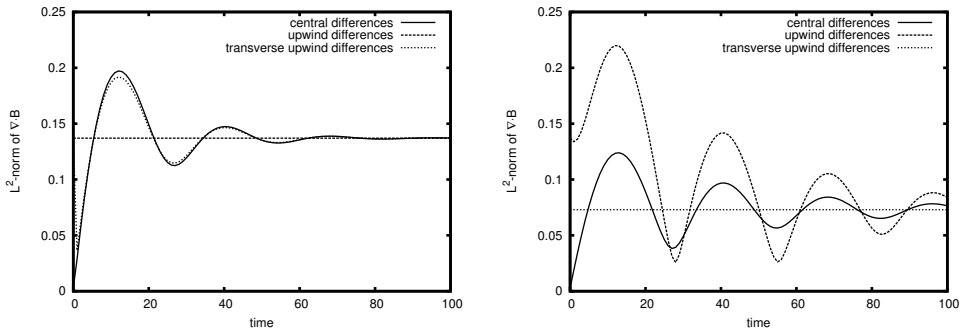 0.25
0.2
0.15
0.1
0.05
0
0 20 40 60 80 100
time
L²-norm of ∇·B
central differences
upwind differences
transverse upwind differences
0.25
0.2
0.15
0.1
0.05
0
0 20 40 60 80 100
time
L²-norm of ∇·B
central differences
upwind differences
transverse upwind differences